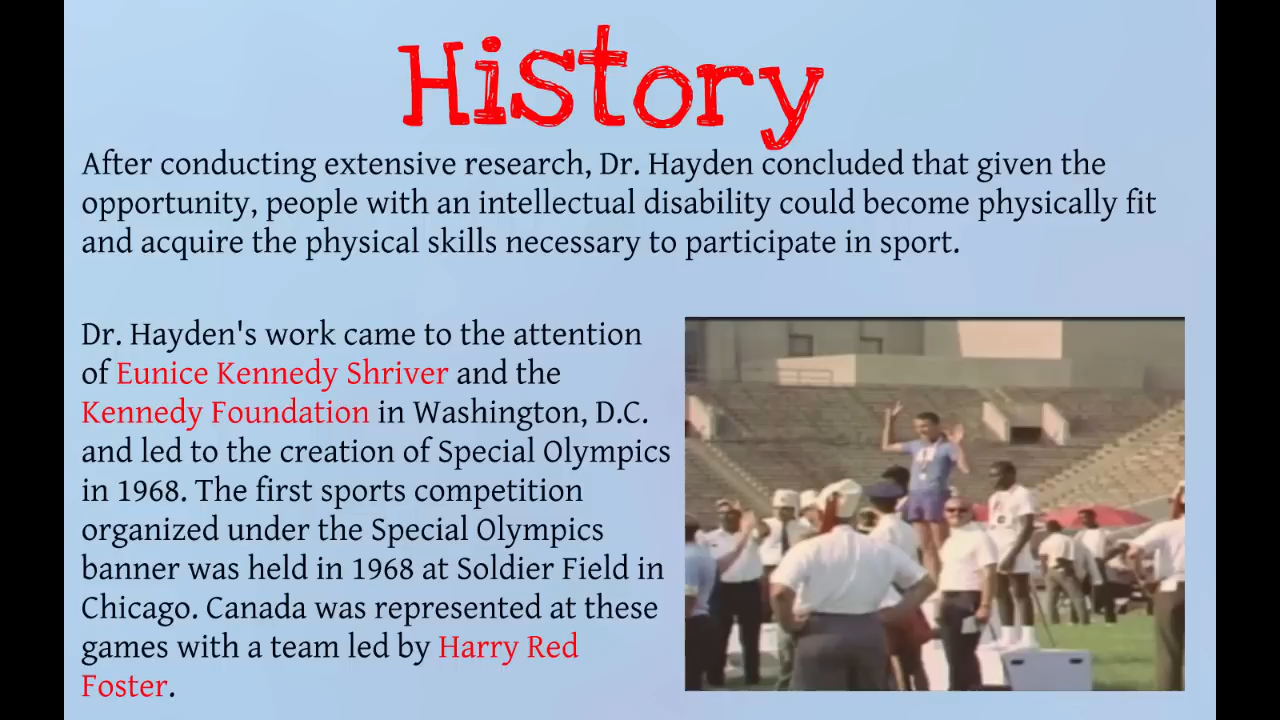 History
After conducting extensive research, Dr. Hayden concluded that given the
opportunity, people with an intellectual disability could become physically fit
and acquire the physical skills necessary to participate in sport.
Dr. Hayden's work came to the attention
of Eunice Kennedy Shriver and the
Kennedy Foundation in Washington, D.C.
and led to the creation of Special Olympics
in 1968. The first sports competition
organized under the Special Olympics
banner was held in 1968 at Soldier Field in
Chicago. Canada was represented at these
games with a team led by Harry Red
Foster.